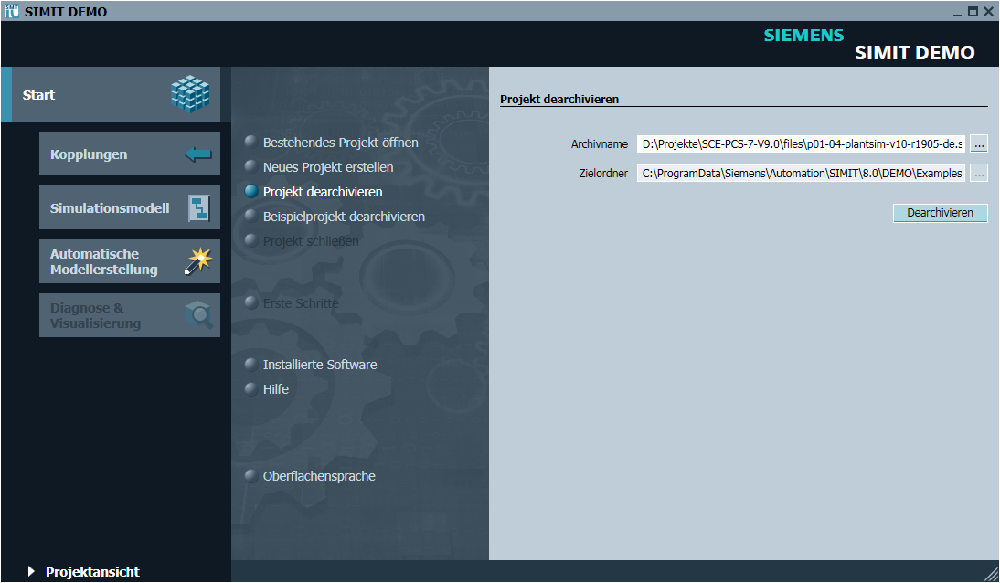 SIMIT DEMO
SIEMENS
SIMIT DEMO
Start
Kopplungen
Simulationsmodell
Automatische
Modellerstellung
Diagnose &
Visualisierung
Projektansicht
Bestehendes Projekt öffnen
Neues Projekt erstellen
Projekt dearchivieren
Beispielprojekt dearchivieren
Projekt schließen
Erste Schritte
Installierte Software
Hilfe
Oberflächensprache
Projekt dearchivieren
Archivname D:\Projekte\SCE-PCS-7-V9.0\files\p01-04-plantsim-v10-r1905-de.s ...
Zielordner C:\ProgramData\Siemens\Automation\SIMIT\8.0\DEMO\Examples ...
Dearchivieren